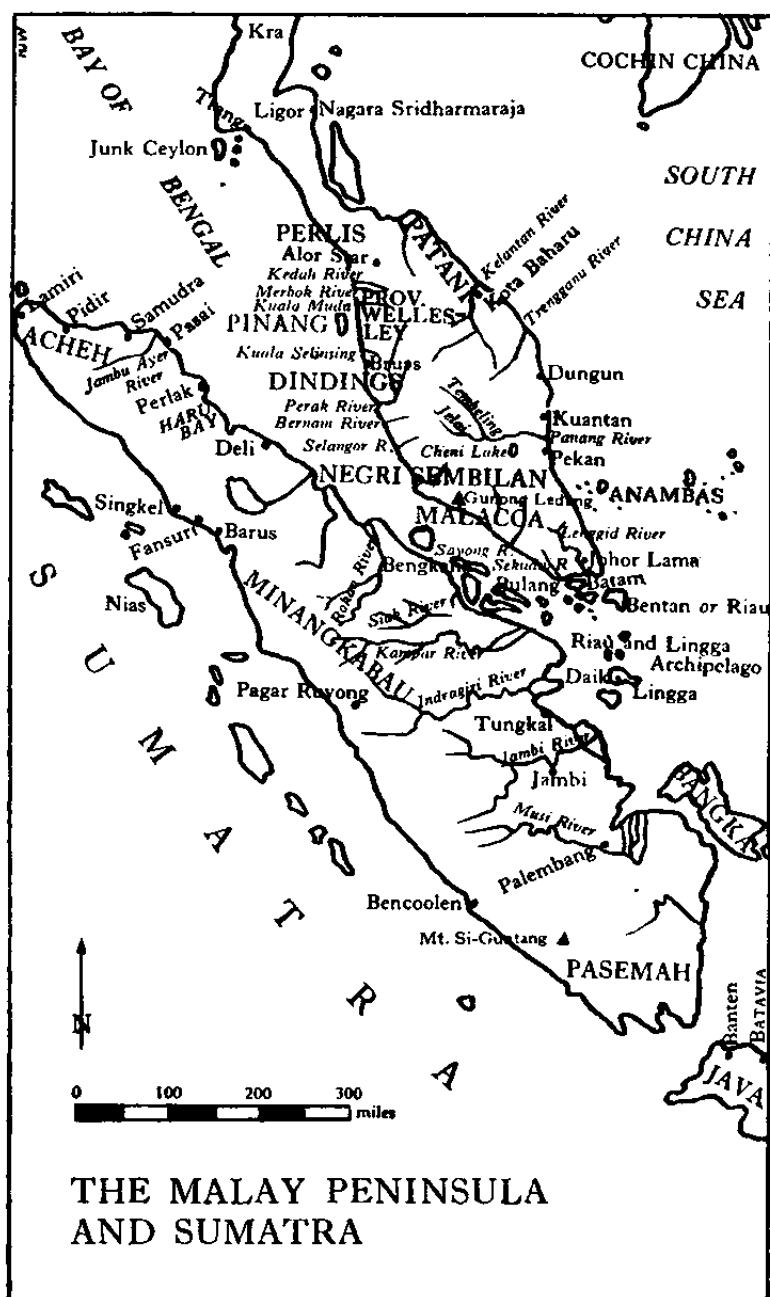 Kra
BAY OF
COCHIN CHINA
Trang
Ligor
Nagara Sridharmaraja
Junk Ceylon
BENGAL
SOUTH
CHINA
SEA
PERLIS
Alor Star
Kedah River
Merbok River
Kuala Muda
PATANI
Kelantan River
Kota Baharu
Trengganu River
PROV.
WELLES
LEY
PINANG
Lamiri
Pidir
Samudra
Pasai
ACHEH
Jambu Ayer
River
Perlak
HARU
BAY
Deli
Kuala Selinsing
Bruas
DINDINGS
Perak River
Bernam River
Selangor R.
Tembeling
Jelai
Cheni Lake
Dungun
Kuantan
Panang River
Pekan
NEGRI SEMBILAN
Gunong Ledang
ANAMBAS
MALACCA
Lenggid River
Sayong R.
Sekudai R.
Johor Lama
Singkel
Fansuri
Barus
Nias
Bengkalis
Bulang
Batam
Bentan or Riau
Rokan River
MINANGKABAU
Siak River
Kampar River
Indragiri River
Riau and Lingga
Archipelago
Daik
Lingga
Pagar Ruyong
Tungkal
Jambi River
Jambi
BANGKA
Musi River
Palembang
Bencoolen
Mt. Si-Guntang
PASEMAH
SUMATRA
N
Banten
BATAVIA
JAVA
0 100 200 300
miles
THE MALAY PENINSULA
AND SUMATRA